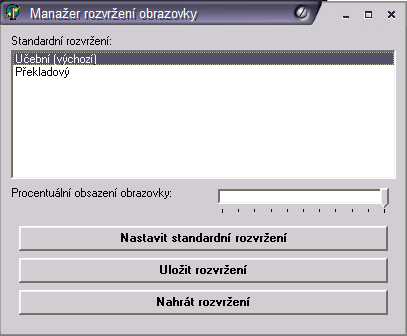 Manažer rozvržení obrazovky
Standardní rozvržení:
Učební (výchozí)
Překladový
Procentuální obsazení obrazovky:
Nastavit standardní rozvržení
Uložit rozvržení
Nahrát rozvržení